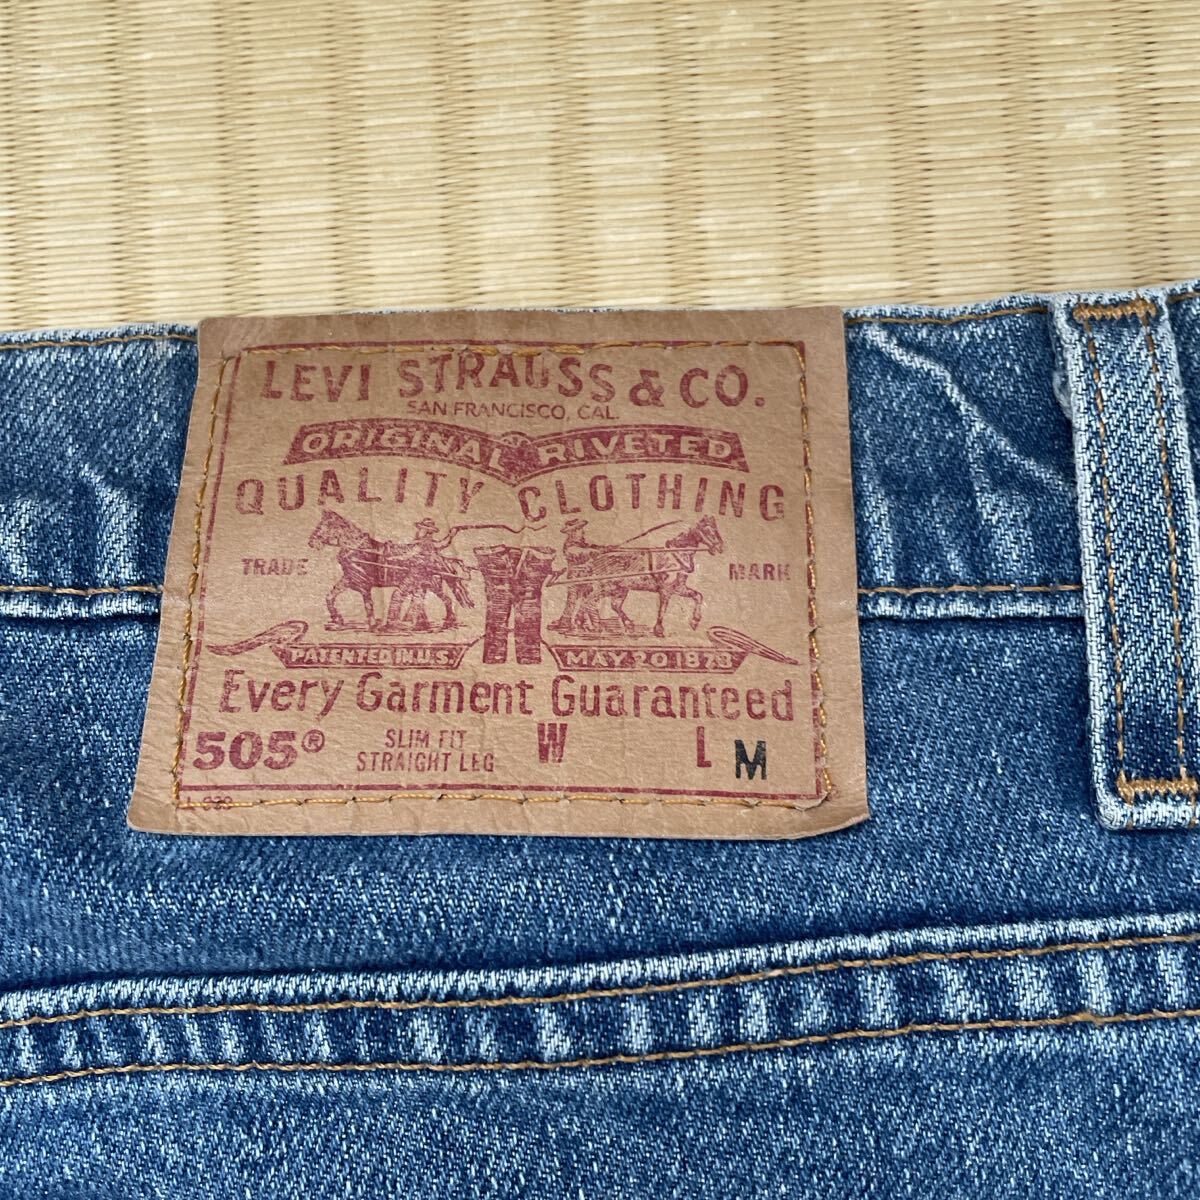 LEVI STRAUSS & CO.
SAN FRANCISCO, CAL.
ORIGINAL RIVETED
QUALITY CLOTHING
TRADE MARK
PATENTED IN U.S. MAY 20 1873
Every Garment Guaranteed
505® SLIM FIT W L M
STRAIGHT LEG